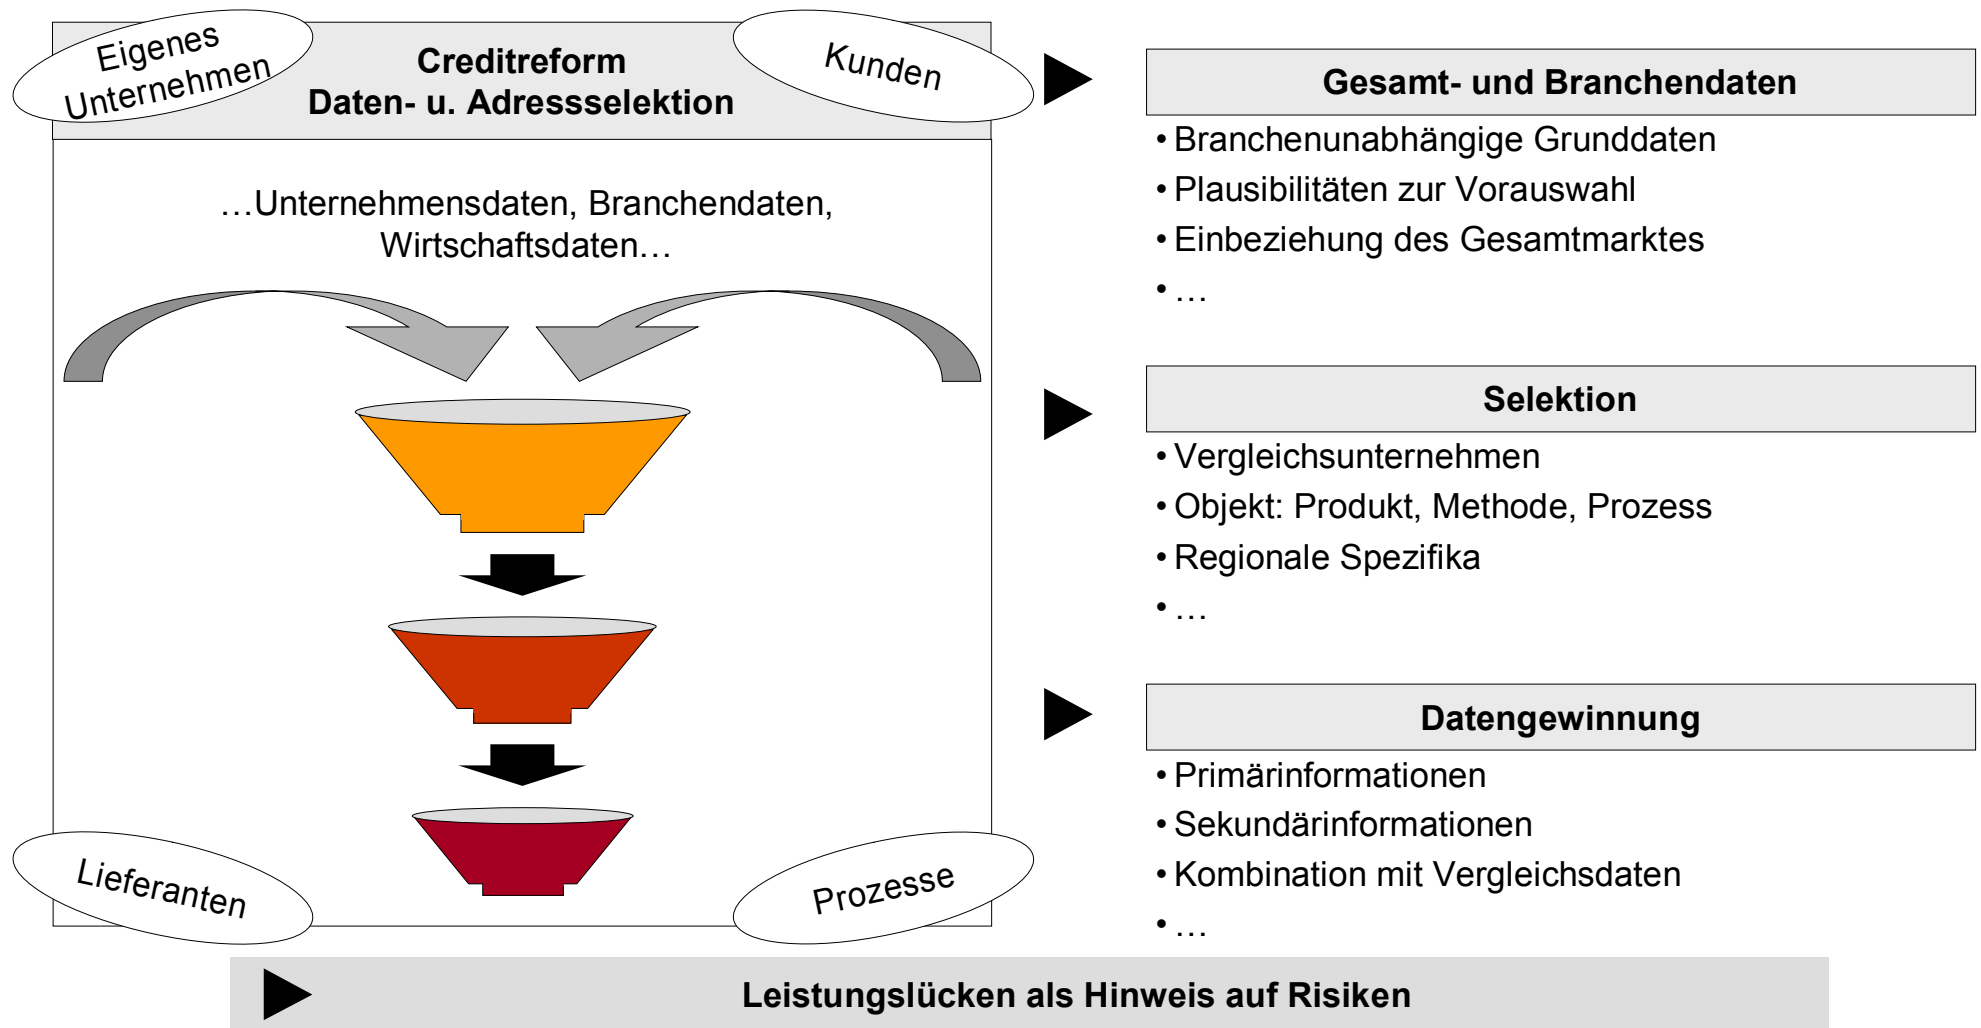 Eigenes
Unternehmen
Creditreform
Daten- u. Adressselektion
Kunden
…Unternehmensdaten, Branchendaten,
Wirtschaftsdaten…
Lieferanten
Prozesse
Gesamt- und Branchendaten
• Branchenunabhängige Grunddaten
• Plausibilitäten zur Vorauswahl
• Einbeziehung des Gesamtmarktes
• …
Selektion
• Vergleichsunternehmen
• Objekt: Produkt, Methode, Prozess
• Regionale Spezifika
• …
Datengewinnung
• Primärinformationen
• Sekundärinformationen
• Kombination mit Vergleichsdaten
• …
Leistungslücken als Hinweis auf Risiken